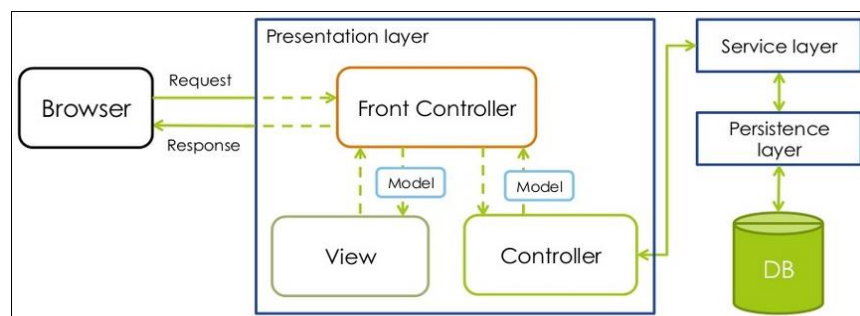 Presentation layer
Service layer
Request
Browser
Front Controller
Response
Persistence
layer
Model
Model
View
Controller
DB